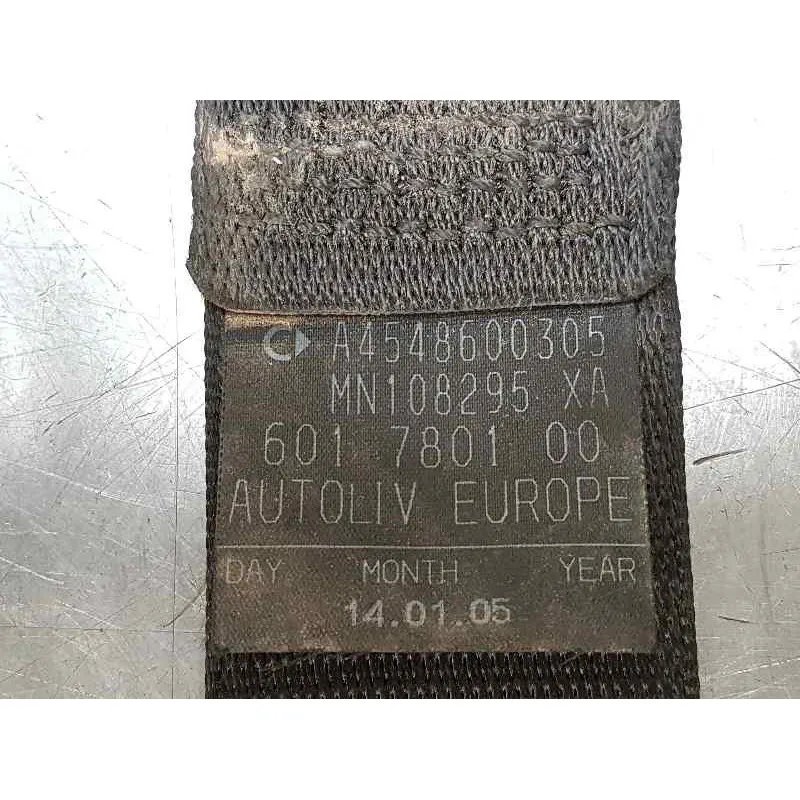 A4548600305
MN108295 XA
601 7801 00
AUTOLIV EUROPE
DAY MONTH YEAR
14.01.05